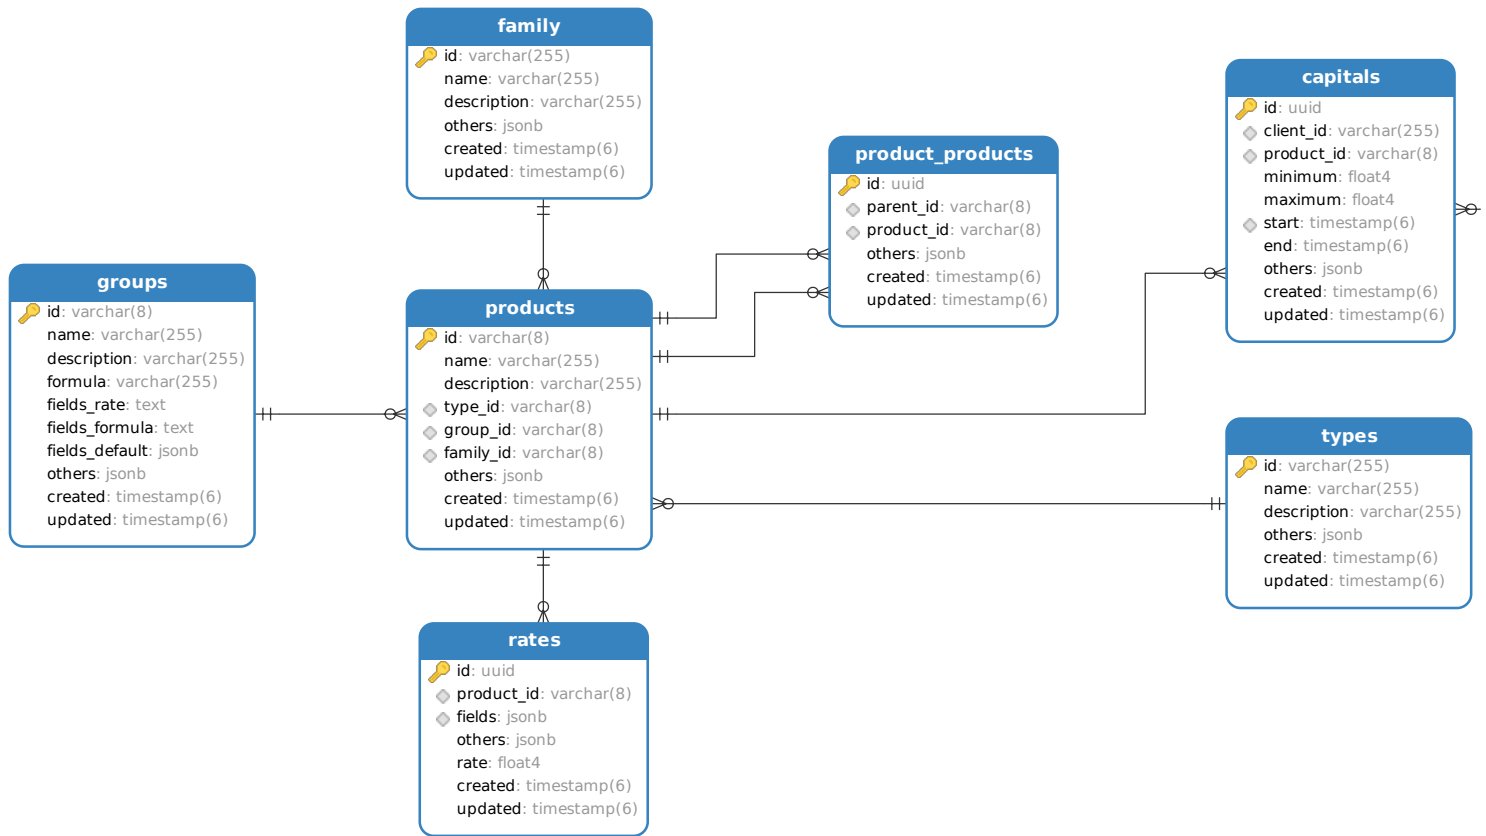 family
id: varchar(255)
name: varchar(255)
description: varchar(255)
others: jsonb
created: timestamp(6)
updated: timestamp(6)
capitals
id: uuid
client_id: varchar(255)
product_id: varchar(8)
minimum: float4
maximum: float4
start: timestamp(6)
end: timestamp(6)
others: jsonb
created: timestamp(6)
updated: timestamp(6)
product_products
id: uuid
parent_id: varchar(8)
product_id: varchar(8)
others: jsonb
created: timestamp(6)
updated: timestamp(6)
groups
id: varchar(8)
name: varchar(255)
description: varchar(255)
formula: varchar(255)
fields_rate: text
fields_formula: text
fields_default: jsonb
others: jsonb
created: timestamp(6)
updated: timestamp(6)
products
id: varchar(8)
name: varchar(255)
description: varchar(255)
type_id: varchar(8)
group_id: varchar(8)
family_id: varchar(8)
others: jsonb
created: timestamp(6)
updated: timestamp(6)
types
id: varchar(255)
name: varchar(255)
description: varchar(255)
others: jsonb
created: timestamp(6)
updated: timestamp(6)
rates
id: uuid
product_id: varchar(8)
fields: jsonb
others: jsonb
rate: float4
created: timestamp(6)
updated: timestamp(6)